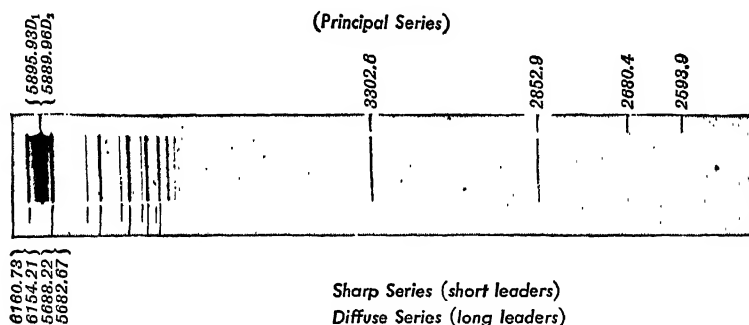 (Principal Series)
5895.93D₁
5889.96D₂
3302.8
2852.9
2680.4
2593.9
6160.73
6154.21
5688.22
5682.67
Sharp Series (short leaders)
Diffuse Series (long leaders)